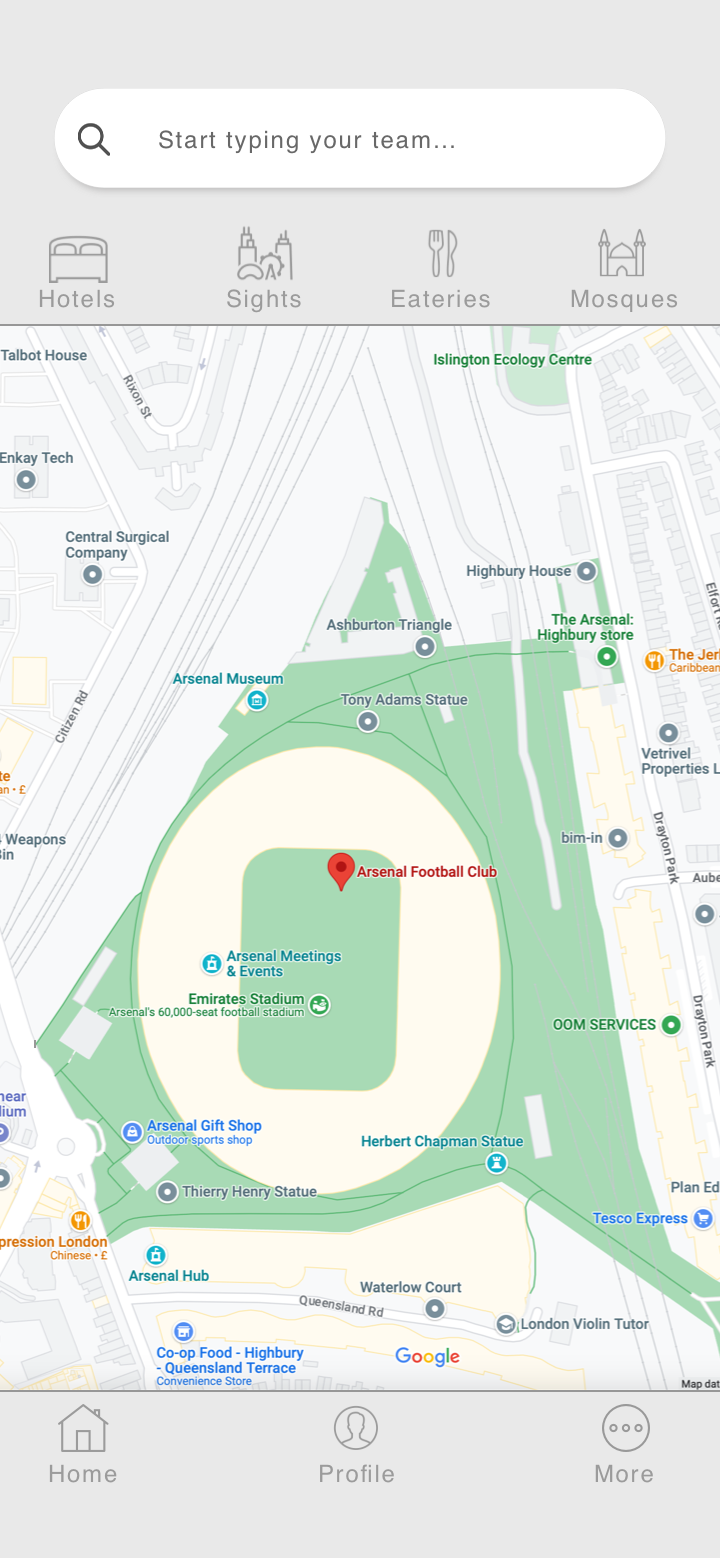 Start typing your team...
Hotels
Sights
Eateries
Mosques
Talbot House
Islington Ecology Centre
Rixon St
Enkay Tech
Central Surgical
Company
Highbury House
The Arsenal:
Highbury store
Ashburton Triangle
The Jer
Caribbean
Arsenal Museum
Tony Adams Statue
Citizen Rd
Vetrivel
Properties L
Weapons
Bin
bim-in
Drayton Park
Arsenal Football Club
Aube
Arsenal Meetings
& Events
Emirates Stadium
Arsenal's 60,000-seat football stadium
OOM SERVICES
Drayton Park
near
dium
Arsenal Gift Shop
Outdoor sports shop
Herbert Chapman Statue
Thierry Henry Statue
Plan Ed
Tesco Express
pression London
Chinese • £
Arsenal Hub
Waterlow Court
Queensland Rd
London Violin Tutor
Co-op Food - Highbury
- Queensland Terrace
Convenience Store
Google
Map dat
Home
Profile
More